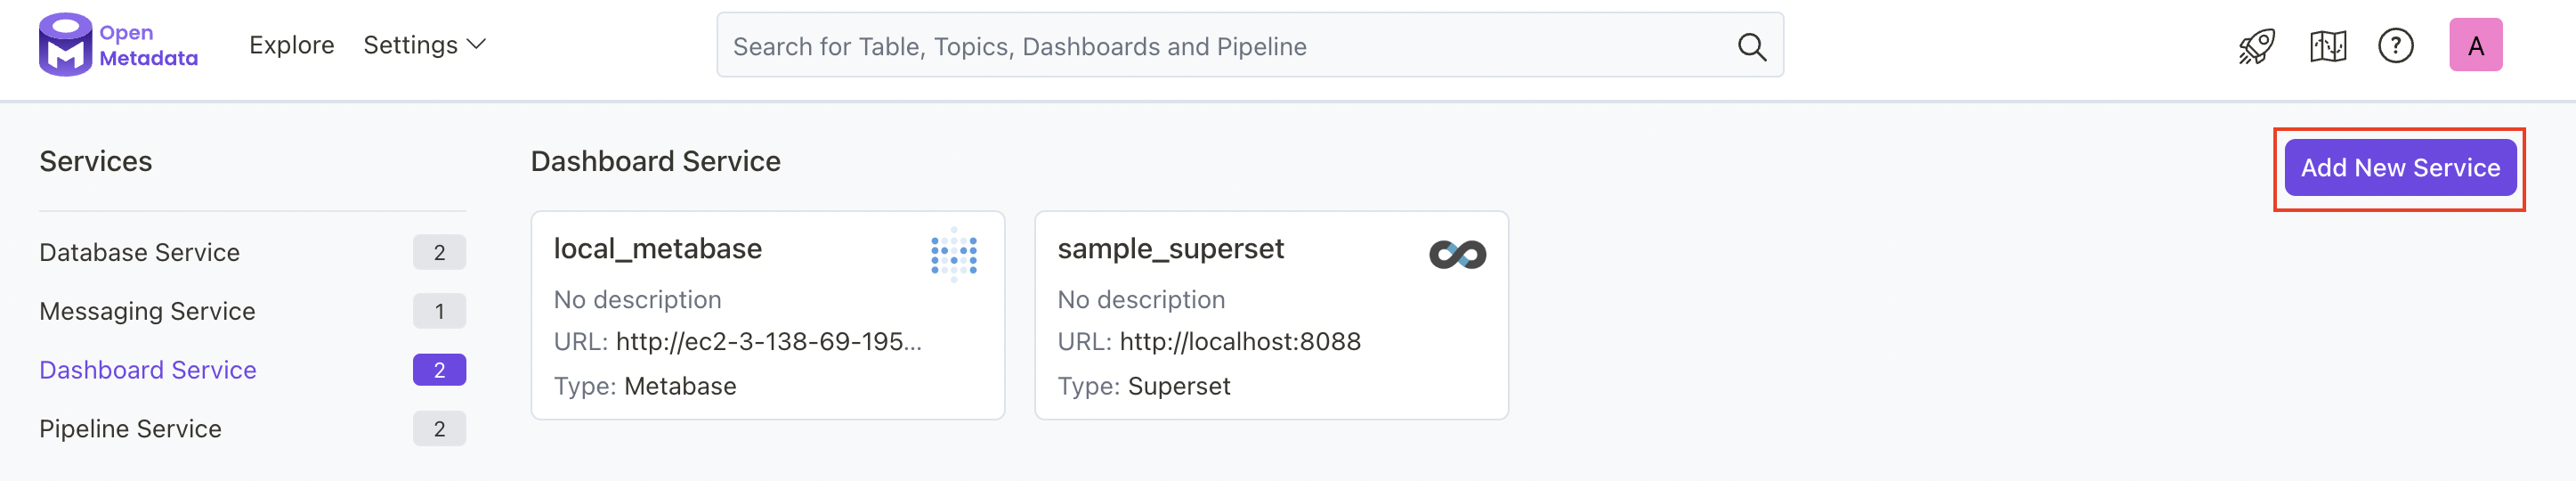 Open
Metadata
Explore
Settings
Search for Table, Topics, Dashboards and Pipeline
?
A
Services
Database Service 2
Messaging Service 1
Dashboard Service 2
Pipeline Service 2
Dashboard Service
Add New Service
local_metabase
No description
URL: http://ec2-3-138-69-195...
Type: Metabase
sample_superset
No description
URL: http://localhost:8088
Type: Superset